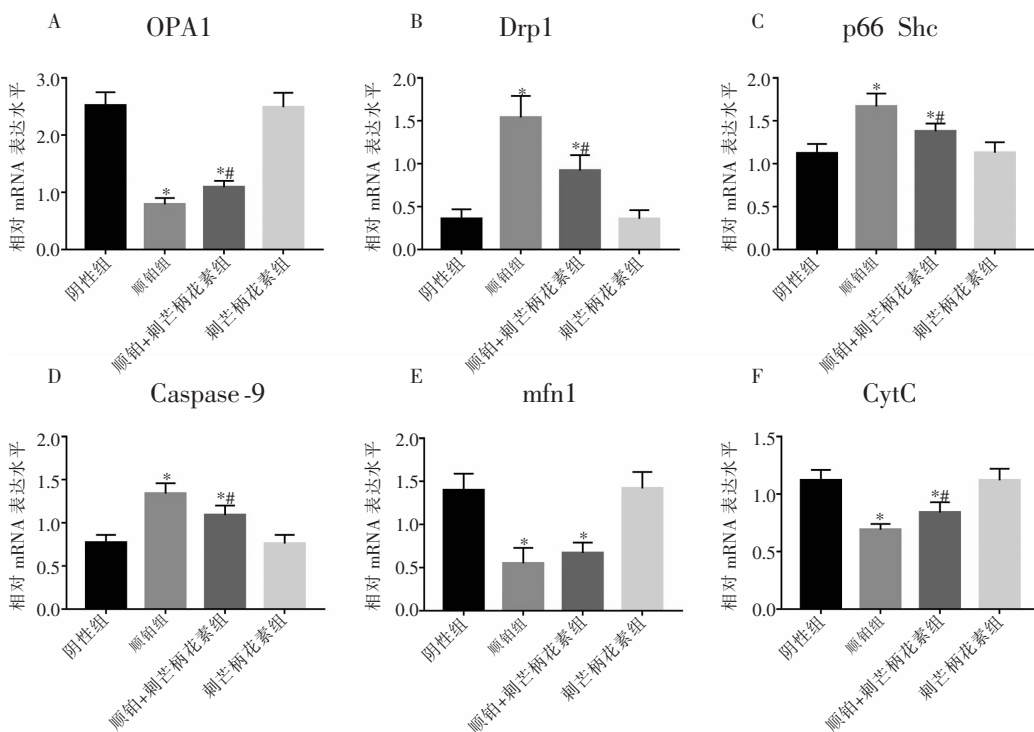 A
OPA1
相对 mRNA 表达水平
3.0
2.0
1.0
0.0
*
*#
阴性组
顺铂组
顺铂+刺芒柄花素组
刺芒柄花素组
B
Drp1
相对 mRNA 表达水平
2.0
1.5
1.0
0.5
0.0
*
*#
阴性组
顺铂组
顺铂+刺芒柄花素组
刺芒柄花素组
C
p66 Shc
相对 mRNA 表达水平
2.0
1.5
1.0
0.5
0.0
*
*#
阴性组
顺铂组
顺铂+刺芒柄花素组
刺芒柄花素组
D
Caspase-9
相对 mRNA 表达水平
2.0
1.5
1.0
0.5
0.0
*
*#
阴性组
顺铂组
顺铂+刺芒柄花素组
刺芒柄花素组
E
mfn1
相对 mRNA 表达水平
2.0
1.5
1.0
0.5
0.0
*
*
阴性组
顺铂组
顺铂+刺芒柄花素组
刺芒柄花素组
F
CytC
相对 mRNA 表达水平
1.5
1.0
0.5
0.0
*
*#
阴性组
顺铂组
顺铂+刺芒柄花素组
刺芒柄花素组